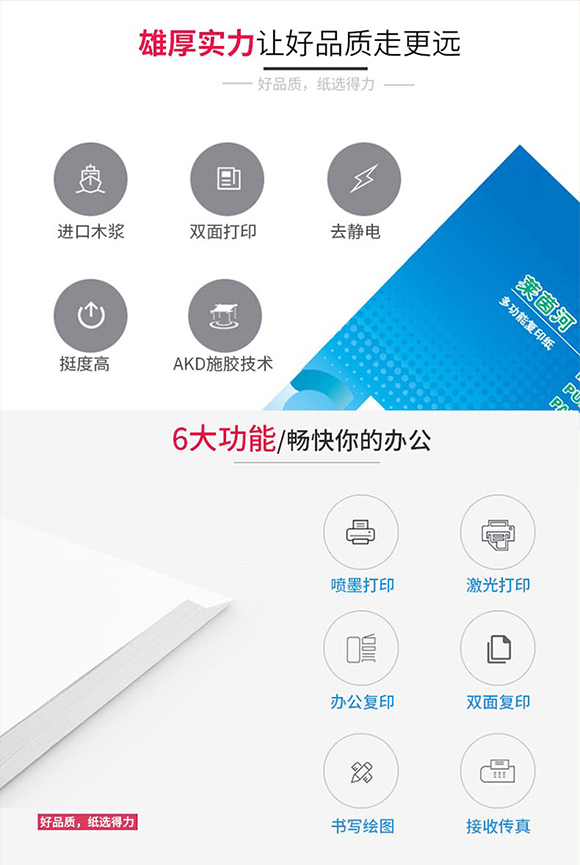 雄厚实力让好品质走更远
好品质，纸选得力
进口木浆
双面打印
去静电
挺度高
AKD施胶技术
莱茵河
多功能复印纸
PU
PA
6大功能/畅快你的办公
喷墨打印
激光打印
办公复印
双面复印
书写绘图
接收传真
好品质，纸选得力